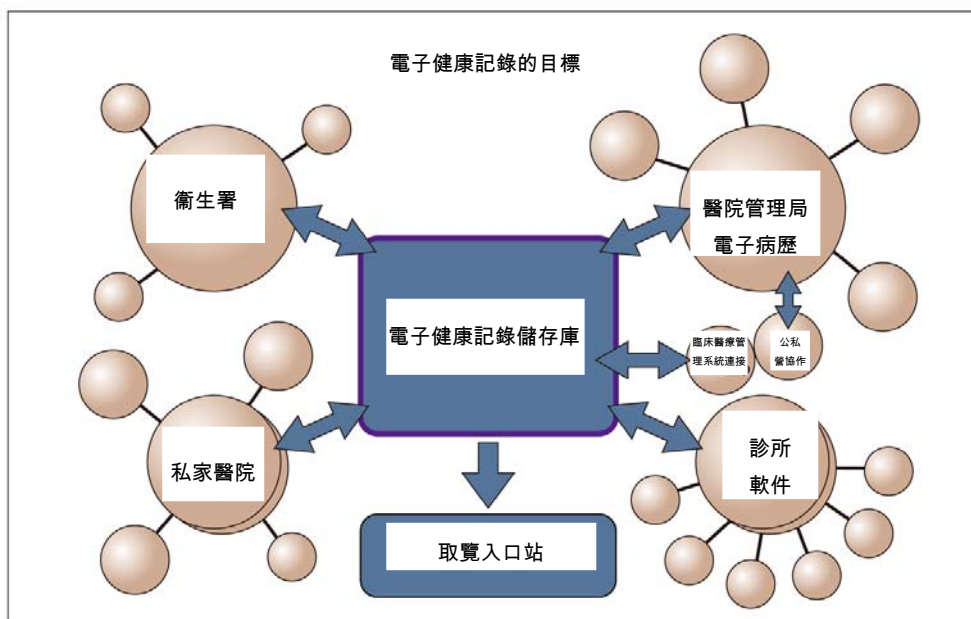 電子健康記錄的目標
衞生署
醫院管理局
電子病歷
電子健康記錄儲存庫
臨床醫療管
理系統連接
公私
營協作
私家醫院
診所
軟件
取覽入口站